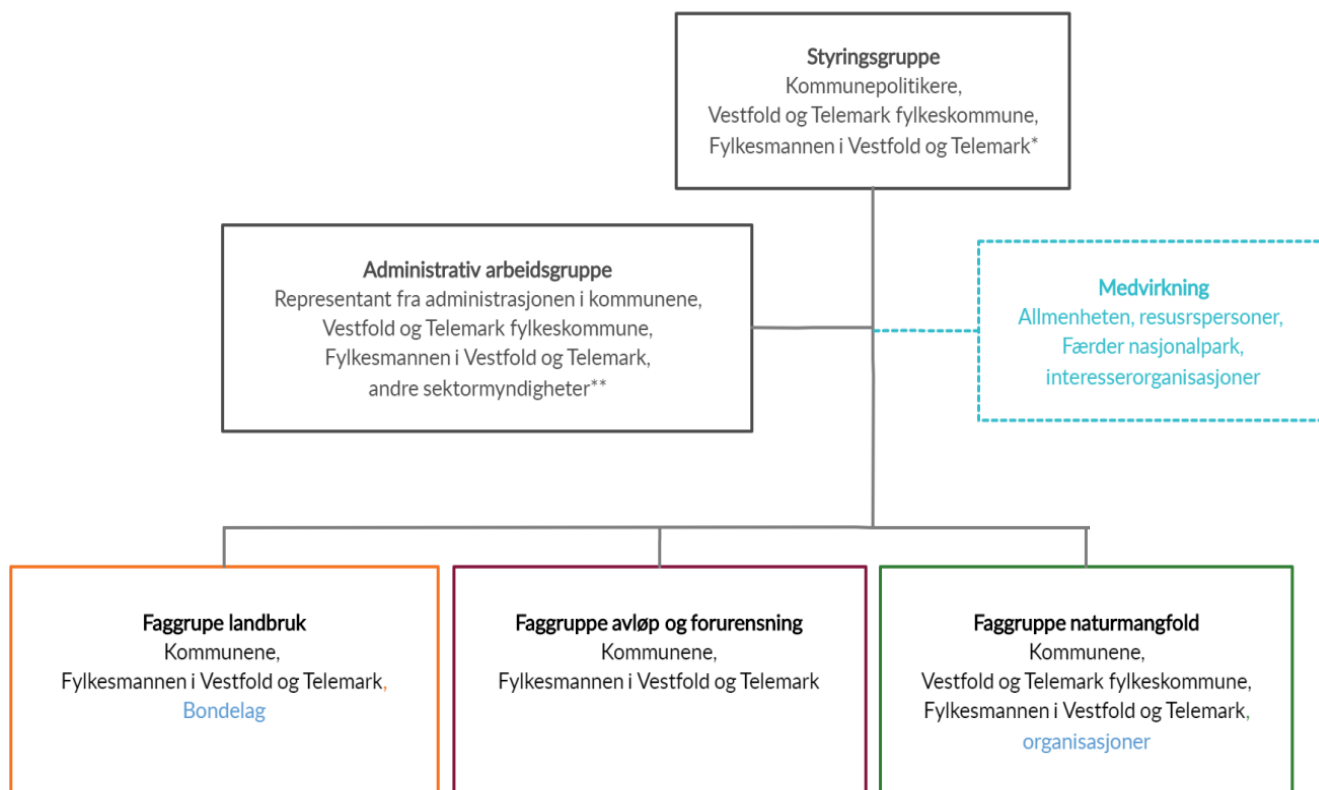 Styringsgruppe
Kommunepolitikere,
Vestfold og Telemark fylkeskommune,
Fylkesmannen i Vestfold og Telemark*
Administrativ arbeidsgruppe
Representant fra administrasjonen i kommunene,
Vestfold og Telemark fylkeskommune,
Fylkesmannen i Vestfold og Telemark,
andre sektormyndigheter**
Medvirkning
Allmenheten, resusrspersoner,
Færder nasjonalpark,
interesserorganisasjoner
Faggrupe landbruk
Kommunene,
Fylkesmannen i Vestfold og Telemark,
Bondelag
Faggruppe avløp og forurensning
Kommunene,
Fylkesmannen i Vestfold og Telemark
Faggruppe naturmangfold
Kommunene,
Vestfold og Telemark fylkeskommune,
Fylkesmannen i Vestfold og Telemark,
organisasjoner